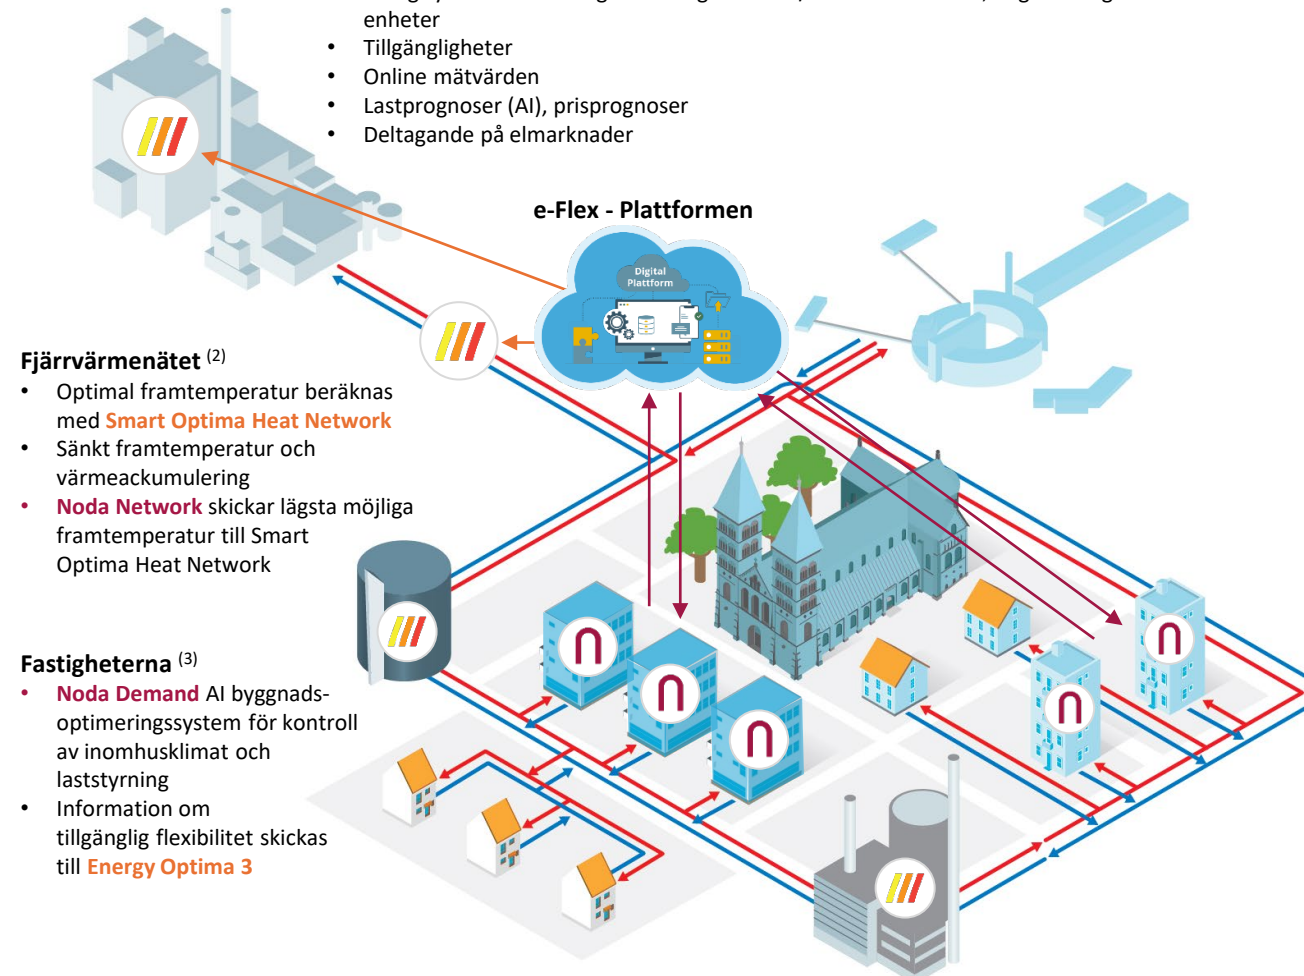 enheter
• Tillgängligheter
• Online mätvärden
• Lastprognoser (AI), prisprognoser
• Deltagande på elmarknader
e-Flex - Plattformen
Digital
Plattform
Fjärrvärmenätet (2)
• Optimal framtemperatur beräknas
med Smart Optima Heat Network
• Sänkt framtemperatur och
värmeackumulering
• Noda Network skickar lägsta möjliga
framtemperatur till Smart
Optima Heat Network
Fastigheterna (3)
• Noda Demand AI byggnads-
optimeringssystem för kontroll
av inomhusklimat och
laststyrning
• Information om
tillgänglig flexibilitet skickas
till Energy Optima 3